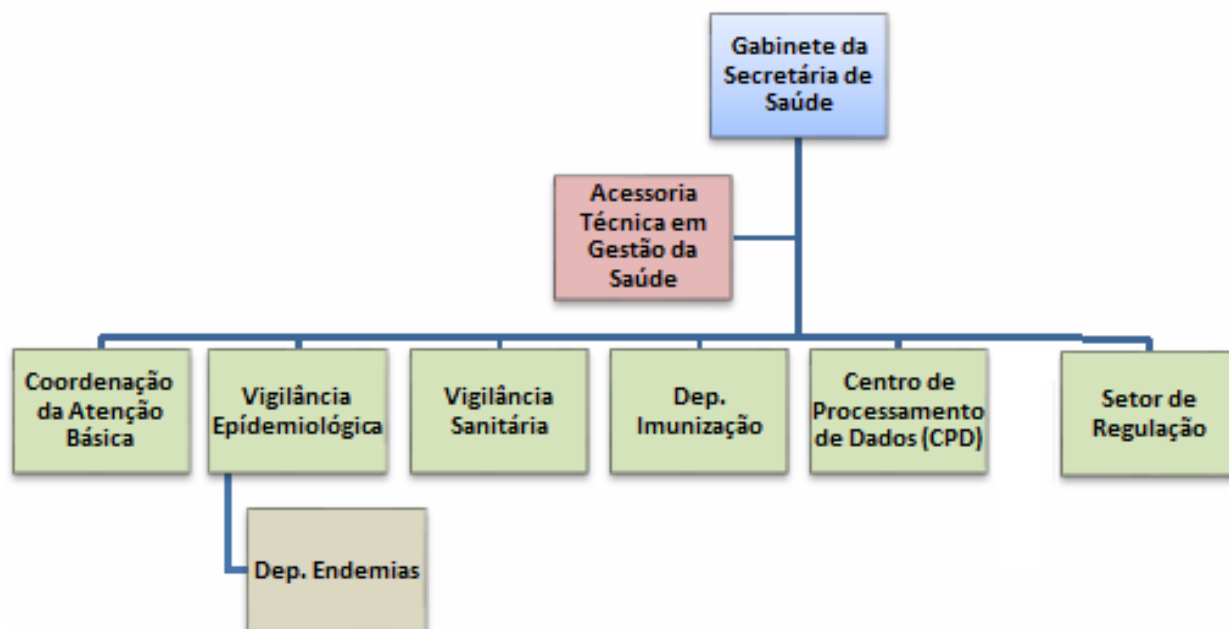 Gabinete da
Secretária de
Saúde
Acessoria
Técnica em
Gestão da
Saúde
Coordenação
da Atenção
Básica
Vigilância
Epídemiológica
Vigilância
Sanitária
Dep.
Imunização
Centro de
Processamento
de Dados (CPD)
Setor de
Regulação
Dep. Endemias